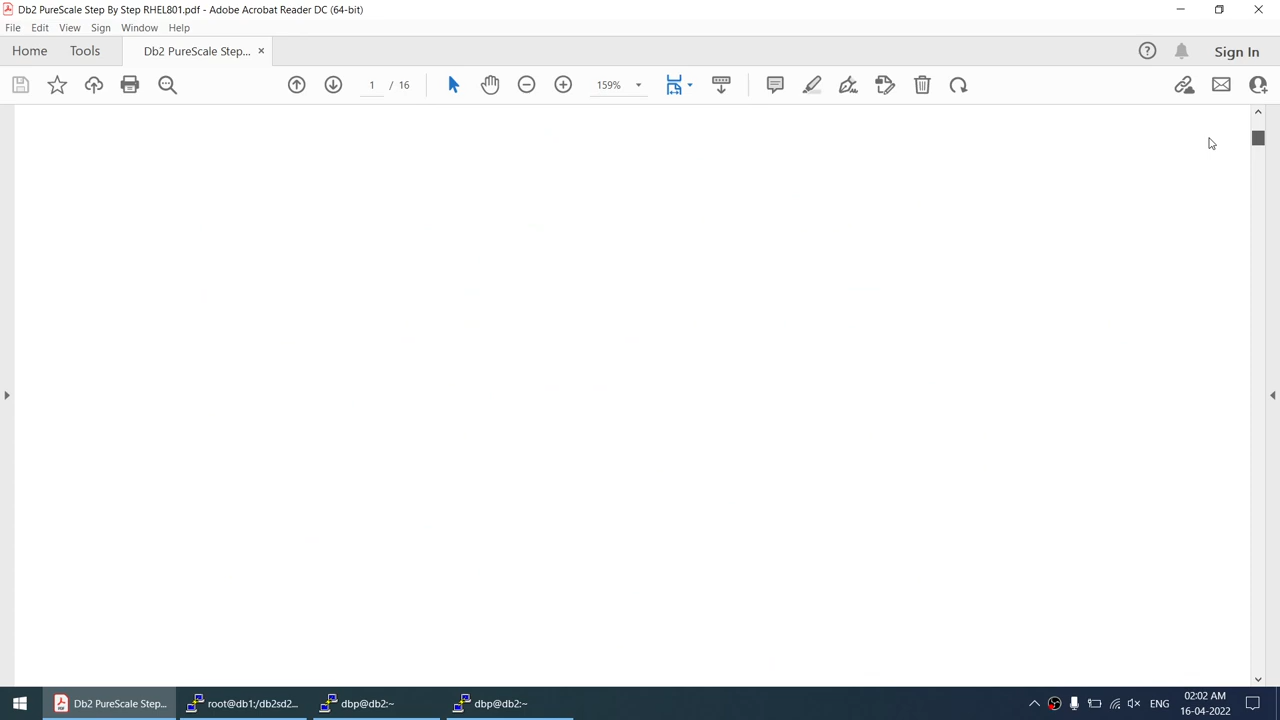 Db2 PureScale Step By Step RHEL801.pdf - Adobe Acrobat Reader DC (64-bit)
File Edit View Sign Window Help
Home Tools Db2 PureScale Step... × Sign In
1 / 16 159%
Db2 PureScale Step... root@db1:/db2sd2... dbp@db2:~ dbp@db2:~ ENG 02:02 AM
16-04-2022